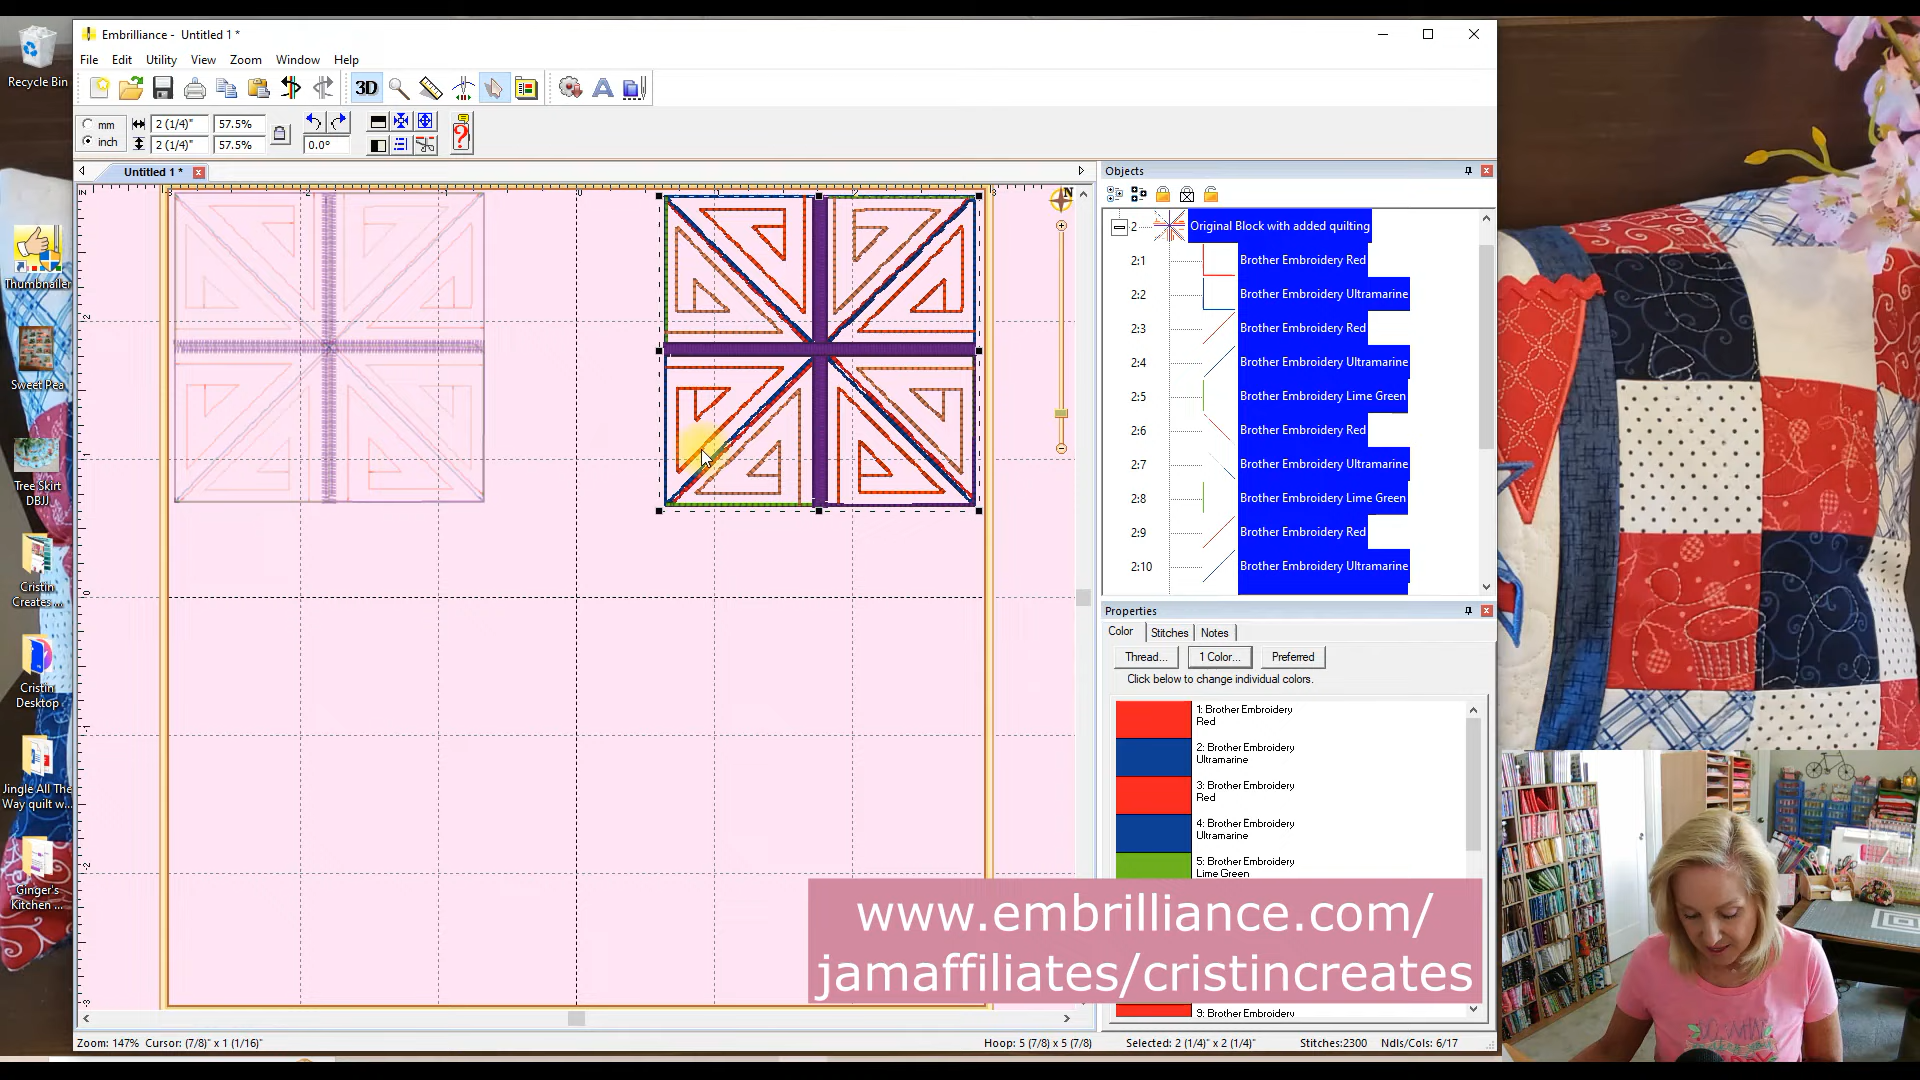 Recycle Bin
Thumbnailer
Sweet Pea
Tree Skirt
DBJJ
Cristin
Creates ...
Cristin
Desktop
Jingle All The
Way quilt w...
Ginger's
Kitchen ...
Embrilliance - Untitled 1 *
File Edit Utility View Zoom Window Help
3D
mm
inch
2 (1/4)" 57.5%
2 (1/4)" 57.5%
0.0°
Untitled 1 *
N
Objects
2 Original Block with added quilting
2:1 Brother Embroidery Red
2:2 Brother Embroidery Ultramarine
2:3 Brother Embroidery Red
2:4 Brother Embroidery Ultramarine
2:5 Brother Embroidery Lime Green
2:6 Brother Embroidery Red
2:7 Brother Embroidery Ultramarine
2:8 Brother Embroidery Lime Green
2:9 Brother Embroidery Red
2:10 Brother Embroidery Ultramarine
Properties
Color Stitches Notes
Thread... 1 Color... Preferred
Click below to change individual colors.
1: Brother Embroidery
Red
2: Brother Embroidery
Ultramarine
3: Brother Embroidery
Red
4: Brother Embroidery
Ultramarine
5: Brother Embroidery
Lime Green
9: Brother Embroidery
www.embrilliance.com/
jamaffiliates/cristincreates
Zoom: 147% Cursor: (7/8)" x 1 (1/16)"
Hoop: 5 (7/8) x 5 (7/8)
Selected: 2 (1/4)" x 2 (1/4)"
Stitches:2300
Ndls/Cols: 6/17